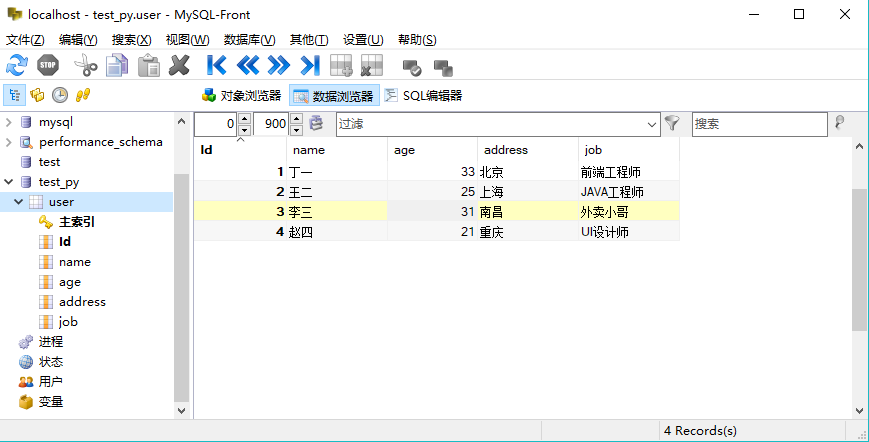 localhost - test_py.user - MySQL-Front
文件(Z) 编辑(Y) 搜索(X) 视图(W) 数据库(V) 其他(T) 设置(U) 帮助(S)
STOP
对象浏览器 数据浏览器 SQL编辑器
0 900 过滤 搜索
mysql
performance_schema
test
test_py
user
主索引
Id
name
age
address
job
进程
状态
用户
变量
Id name age address job
1 丁一 33 北京 前端工程师
2 王二 25 上海 JAVA工程师
3 李三 31 南昌 外卖小哥
4 赵四 21 重庆 UI设计师
4 Records(s)